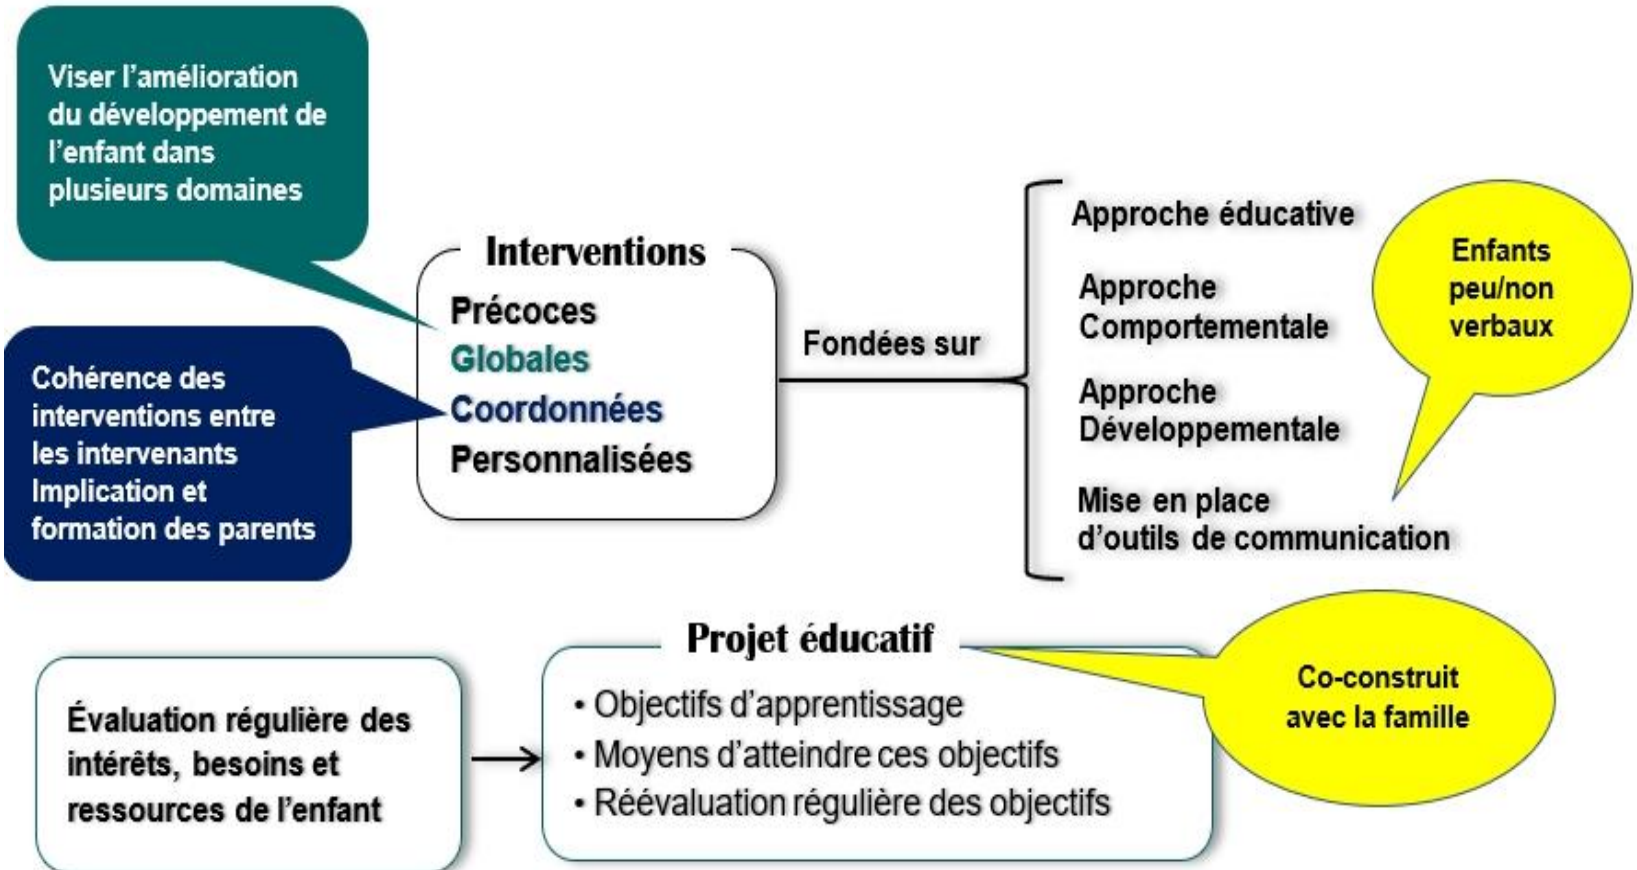 Viser l'amélioration
du développement de
l'enfant dans
plusieurs domaines
Cohérence des
interventions entre
les intervenants
Implication et
formation des parents
Interventions
Précoces
Globales
Coordonnées
Personnalisées
Fondées sur
Approche éducative
Approche
Comportementale
Approche
Développementale
Mise en place
d'outils de communication
Enfants
peu/non
verbaux
Évaluation régulière des
intérêts, besoins et
ressources de l'enfant
Projet éducatif
• Objectifs d'apprentissage
• Moyens d'atteindre ces objectifs
• Réévaluation régulière des objectifs
Co-construit
avec la famille